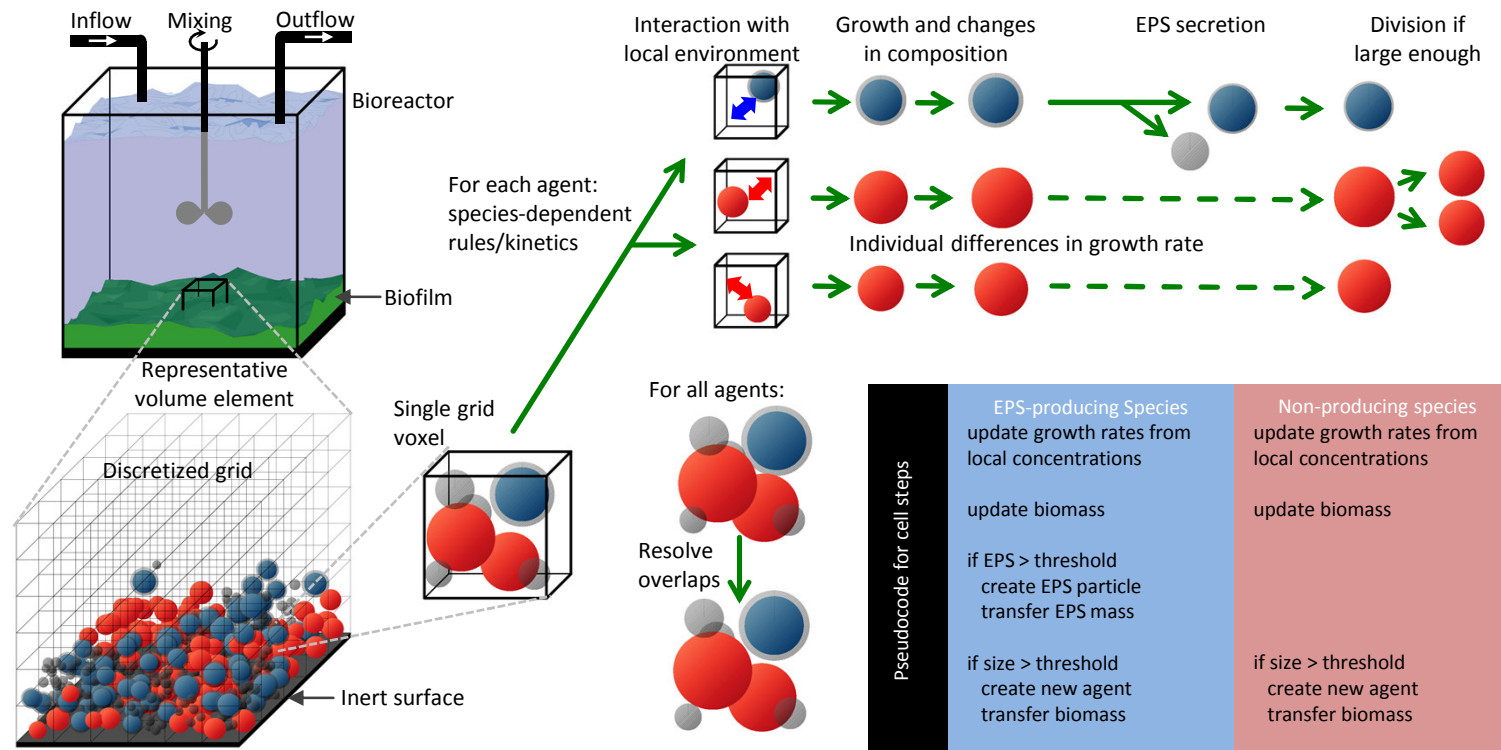 Inflow
Mixing
Outflow
Bioreactor
Biofilm
Representative
volume element
Discretized grid
Inert surface
Single grid
voxel
For each agent:
species-dependent
rules/kinetics
Interaction with
local environment
Growth and changes
in composition
EPS secretion
Division if
large enough
Individual differences in growth rate
For all agents:
Resolve
overlaps
Pseudocode for cell steps
EPS-producing Species
update growth rates from
local concentrations
update biomass
if EPS > threshold
create EPS particle
transfer EPS mass
if size > threshold
create new agent
transfer biomass
Non-producing species
update growth rates from
local concentrations
update biomass
if size > threshold
create new agent
transfer biomass